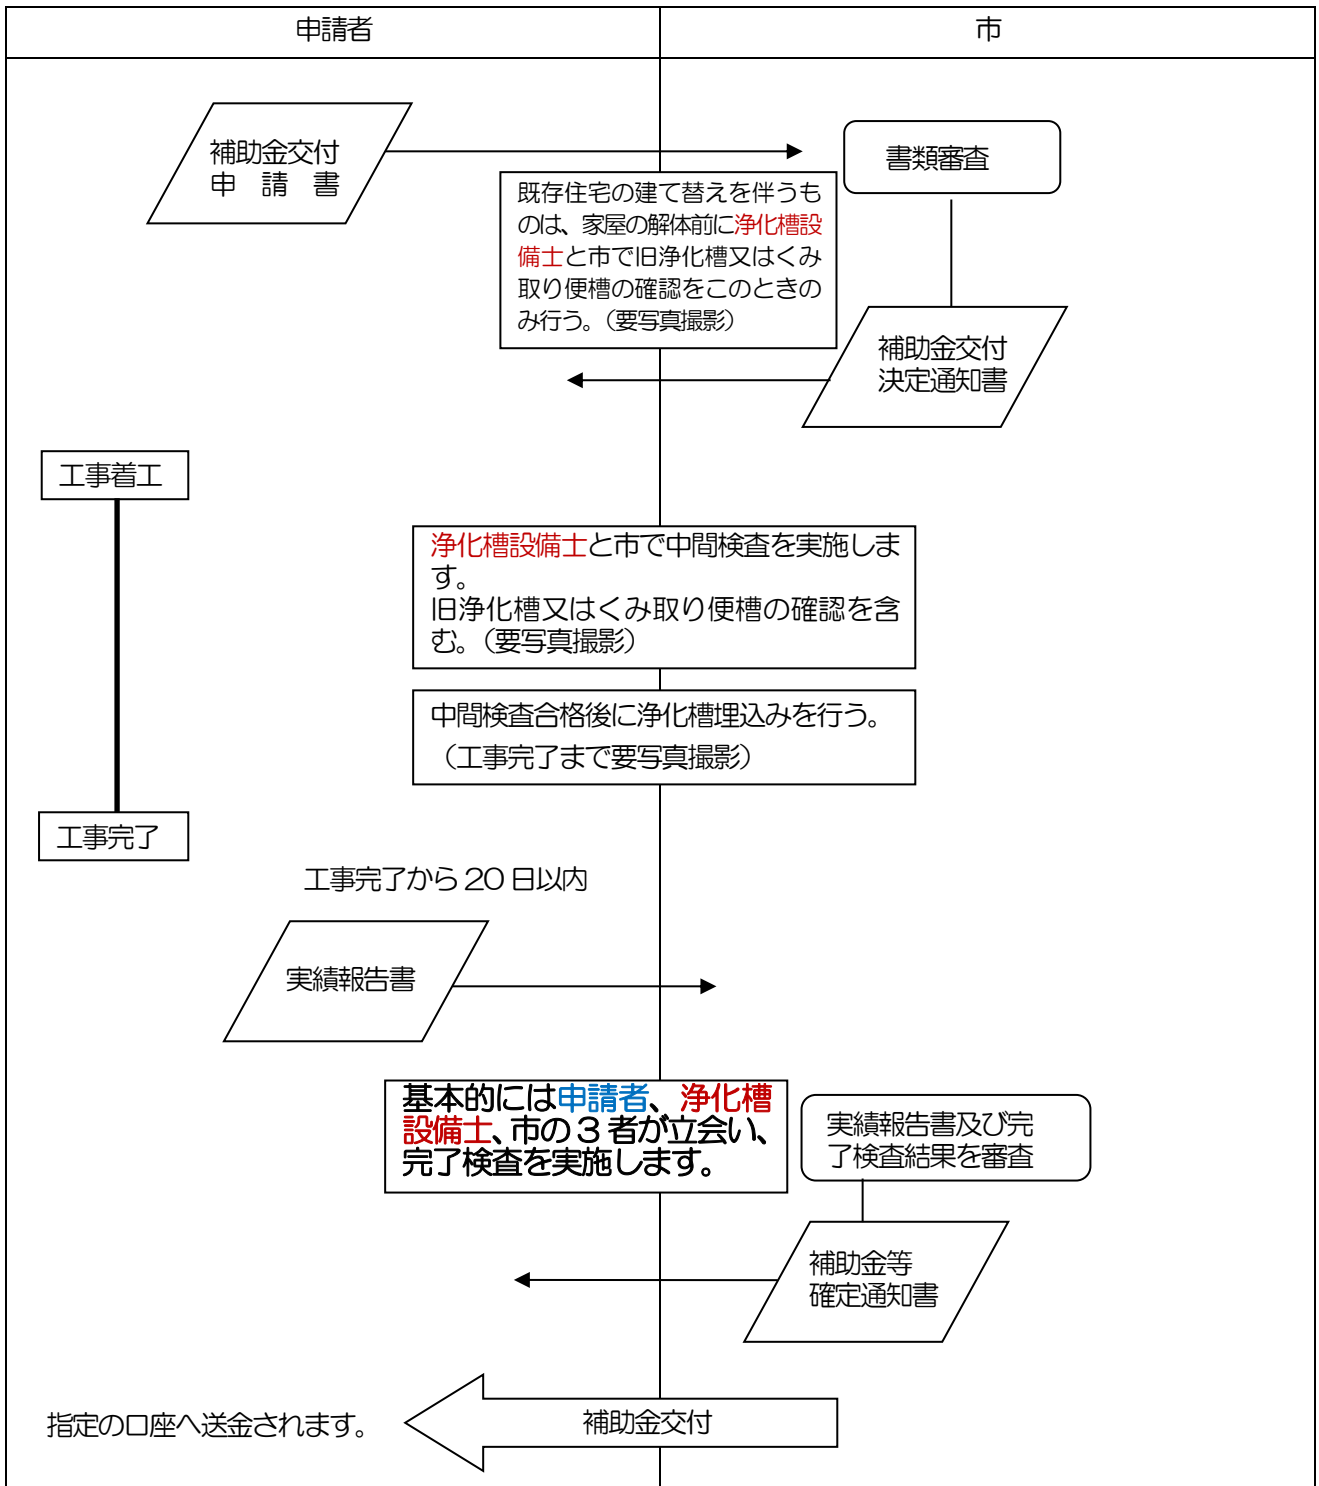 申請者
市
補助金交付
申　請　書
書類審査
既存住宅の建て替えを伴うも
のは、家屋の解体前に浄化槽設
備士と市で旧浄化槽又はくみ
取り便槽の確認をこのときの
み行う。（要写真撮影）
補助金交付
決定通知書
工事着工
浄化槽設備士と市で中間検査を実施しま
す。
旧浄化槽又はくみ取り便槽の確認を含
む。（要写真撮影）
中間検査合格後に浄化槽埋込みを行う。
（工事完了まで要写真撮影）
工事完了
工事完了から 20 日以内
実績報告書
基本的には申請者、浄化槽
設備士、市の 3 者が立会い、
完了検査を実施します。
実績報告書及び完
了検査結果を審査
補助金等
確定通知書
指定の口座へ送金されます。
補助金交付